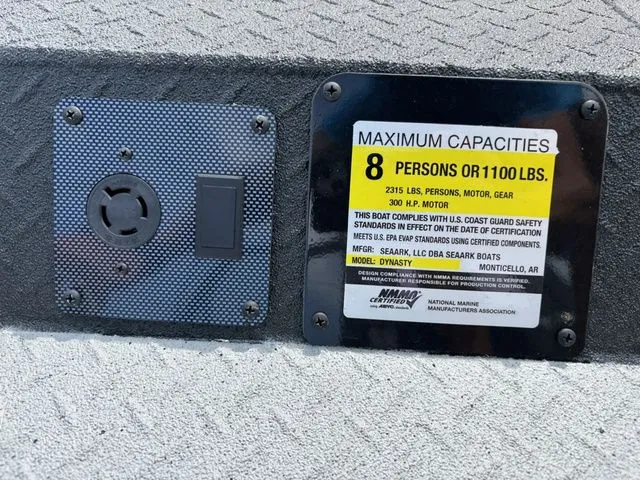 MAXIMUM CAPACITIES
8 PERSONS OR 1100 LBS.
2315 LBS, PERSONS, MOTOR, GEAR
300 H.P. MOTOR
THIS BOAT COMPLIES WITH U.S. COAST GUARD SAFETY
STANDARDS IN EFFECT ON THE DATE OF CERTIFICATION
MEETS U.S. EPA EVAP STANDARDS USING CERTIFIED COMPONENTS.
MFGR: SEAARK, LLC DBA SEAARK BOATS
MODEL: DYNASTY MONTICELLO, AR
DESIGN COMPLIANCE WITH NMMA REQUIREMENTS IS VERIFIED.
MANUFACTURER RESPONSIBLE FOR PRODUCTION CONTROL.
NMMA
CERTIFIED
using ABYC standards
NATIONAL MARINE
MANUFACTURERS ASSOCIATION